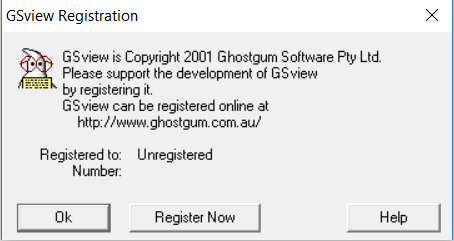 GSview Registration
GSview is Copyright 2001 Ghostgum Software Pty Ltd.
Please support the development of GSview
by registering it.
GSview can be registered online at
http://www.ghostgum.com.au/
Registered to: Unregistered
Number:
Ok Register Now Help